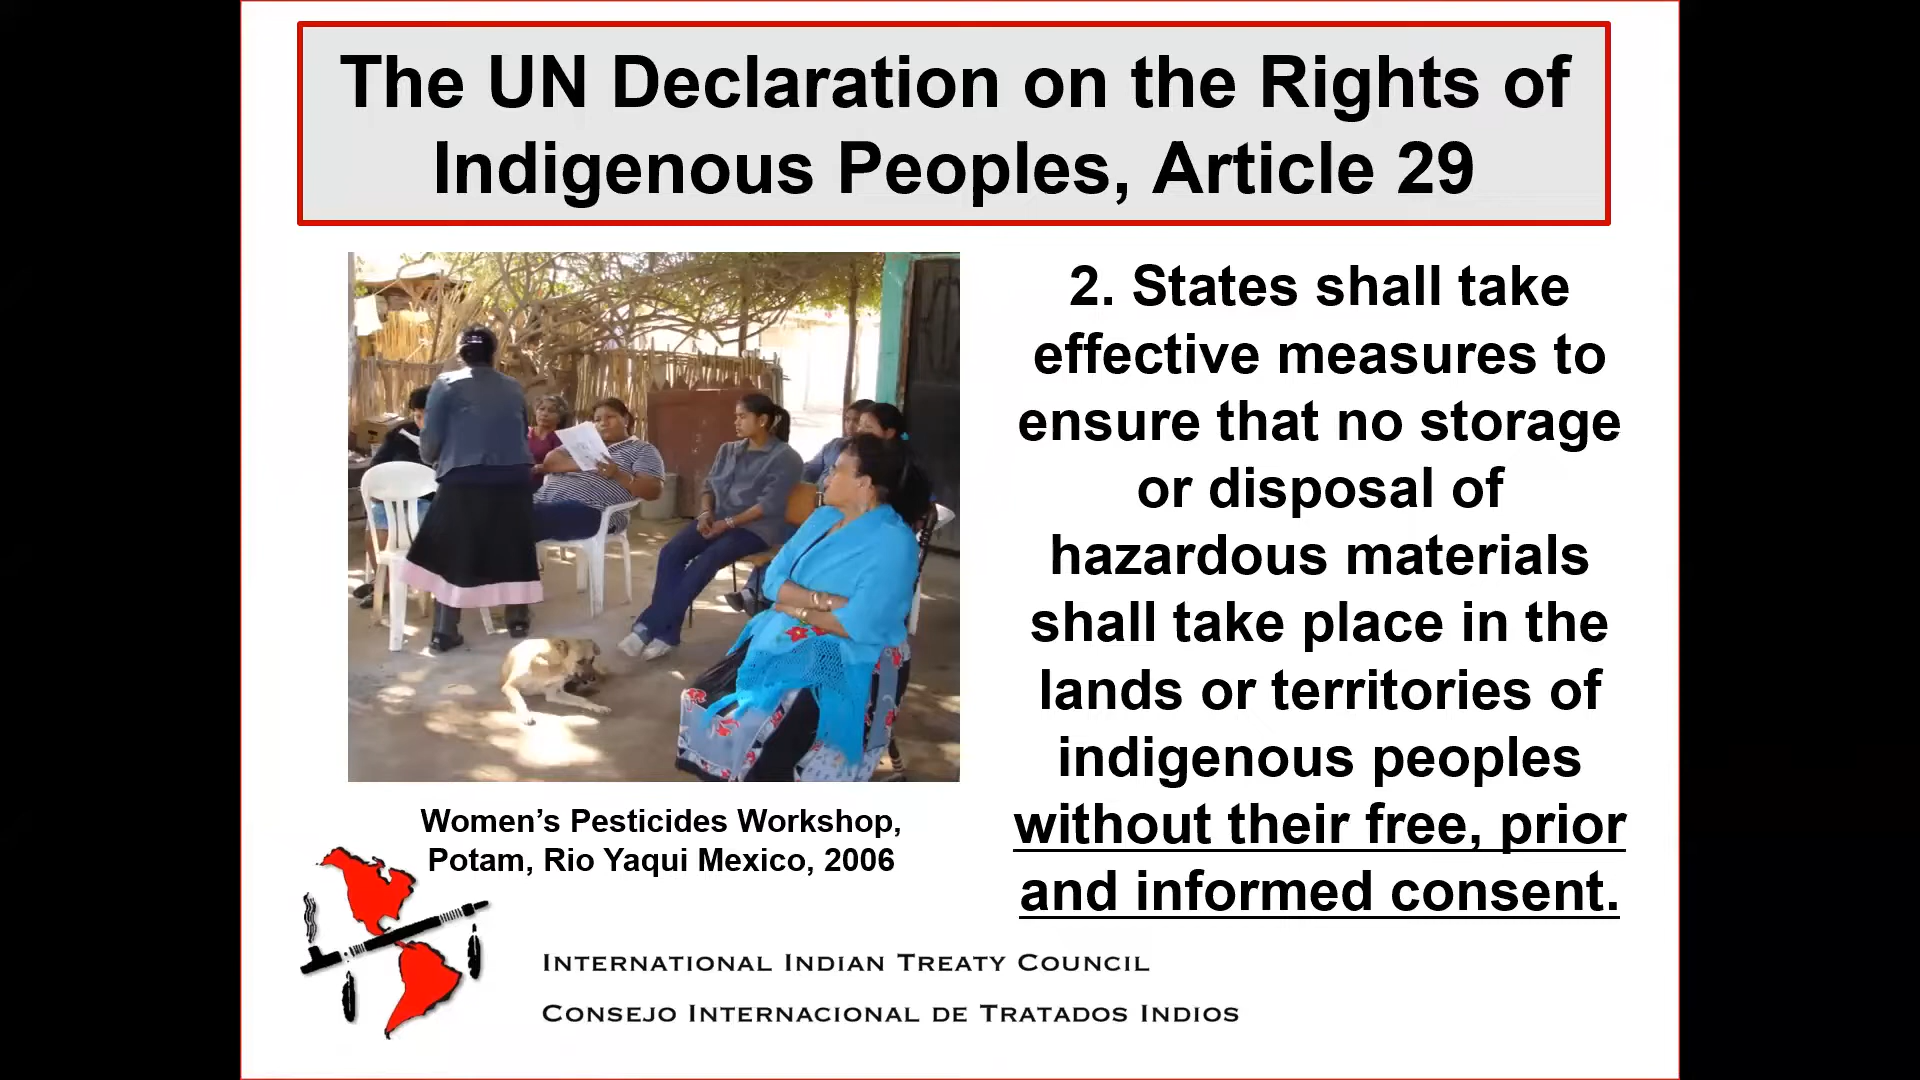 The UN Declaration on the Rights of
Indigenous Peoples, Article 29
2. States shall take
effective measures to
ensure that no storage
or disposal of
hazardous materials
shall take place in the
lands or territories of
indigenous peoples
without their free, prior
and informed consent.
Women’s Pesticides Workshop,
Potam, Rio Yaqui Mexico, 2006
INTERNATIONAL INDIAN TREATY COUNCIL
CONSEJO INTERNACIONAL DE TRATADOS INDIOS